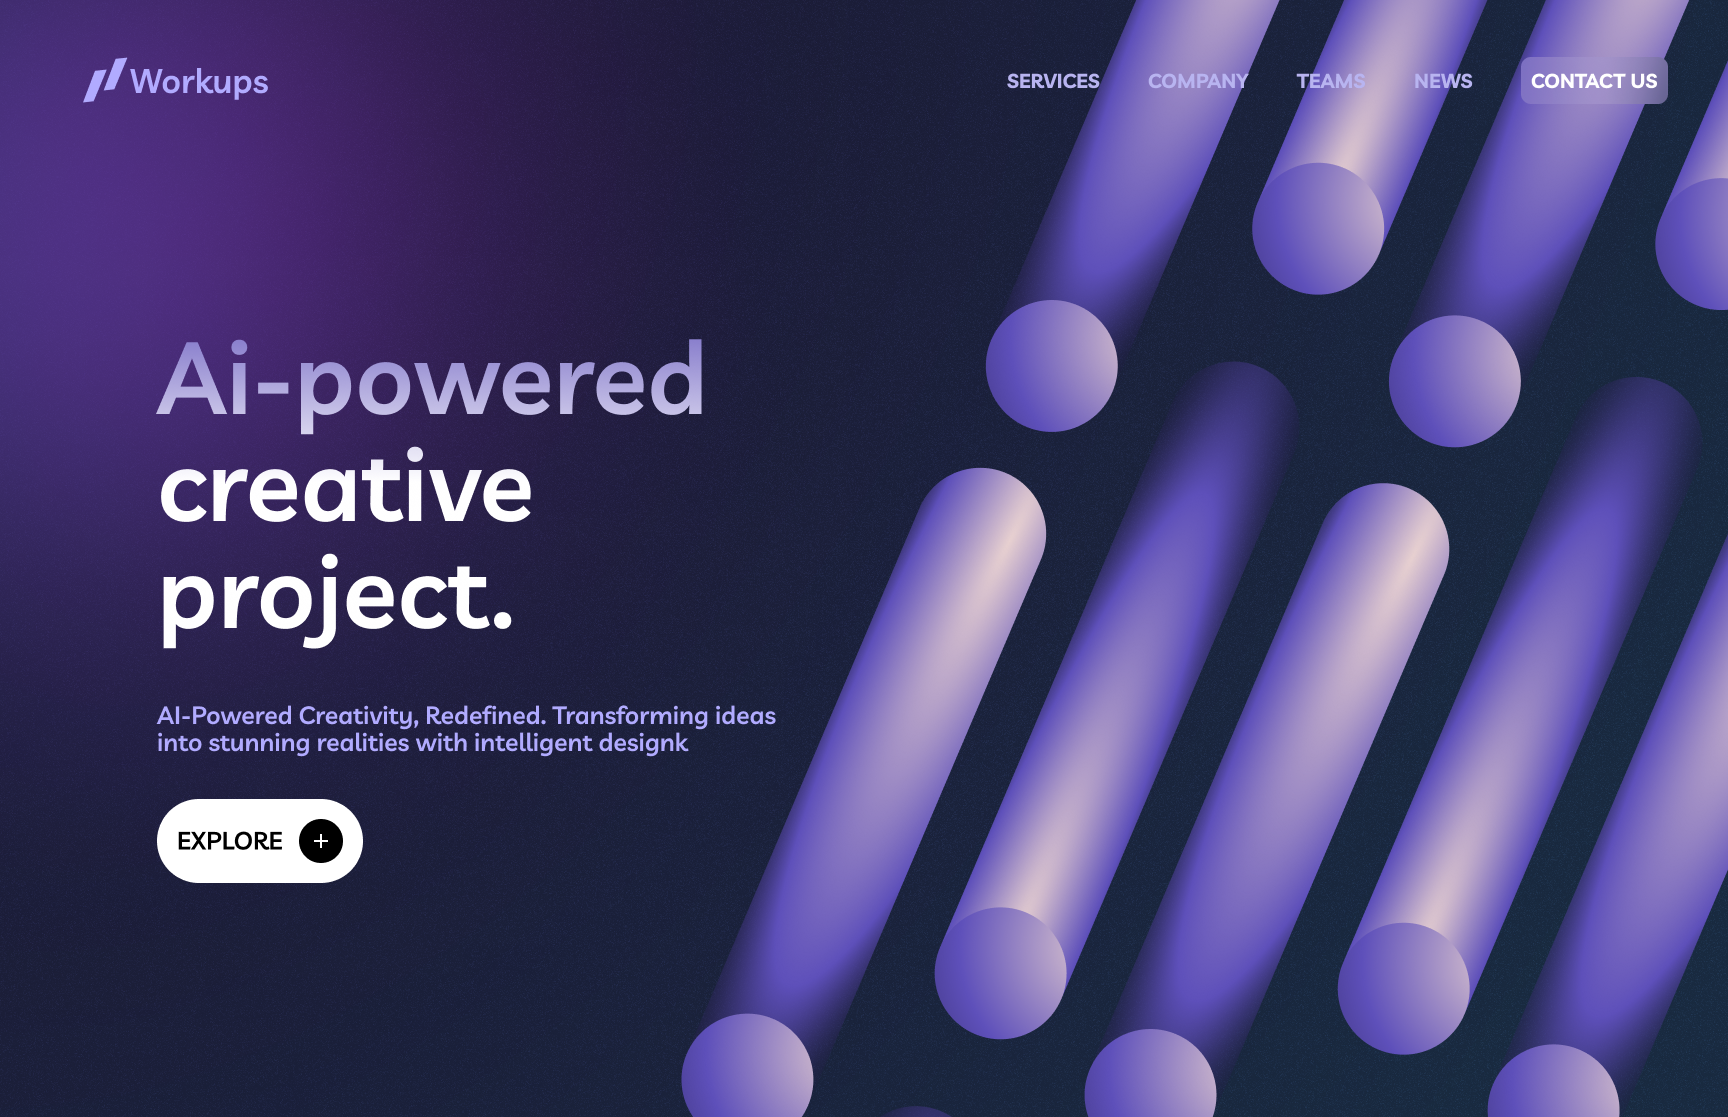 Workups
SERVICES COMPANY TEAMS NEWS CONTACT US
Ai-powered
creative
project.
AI-Powered Creativity, Redefined. Transforming ideas
into stunning realities with intelligent designk
EXPLORE +